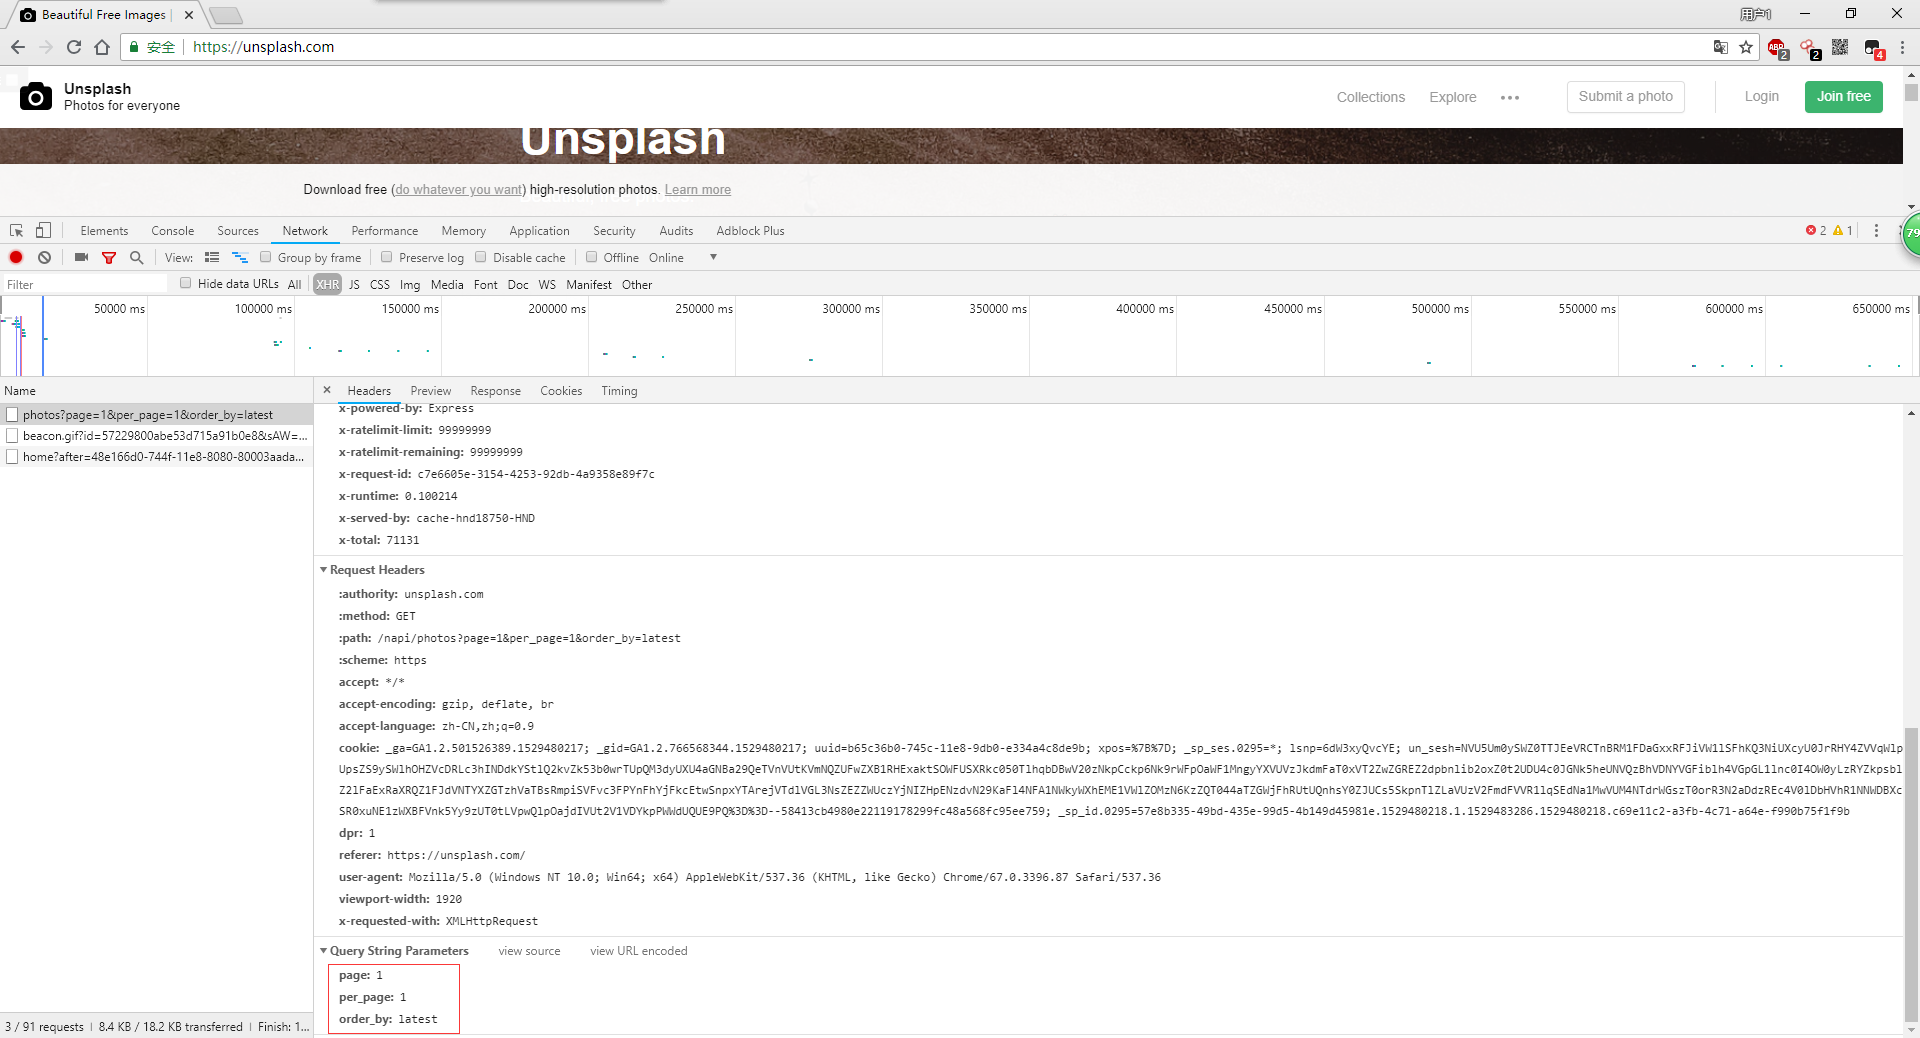 Beautiful Free Images |
用户1
安全 | https://unsplash.com
ABP 2 2 4
Unsplash
Photos for everyone
Collections Explore ••• Submit a photo Login Join free
Unsplash
Download free (do whatever you want) high-resolution photos. Learn more
Elements Console Sources Network Performance Memory Application Security Audits Adblock Plus 2 1
79
View: Group by frame Preserve log Disable cache Offline Online
Filter Hide data URLs All XHR JS CSS Img Media Font Doc WS Manifest Other
50000 ms 100000 ms 150000 ms 200000 ms 250000 ms 300000 ms 350000 ms 400000 ms 450000 ms 500000 ms 550000 ms 600000 ms 650000 ms
Name
photos?page=1&per_page=1&order_by=latest
beacon.gif?id=57229800abe53d715a91b0e8&sAW=...
home?after=48e166d0-744f-11e8-8080-80003aada...
3 / 91 requests | 8.4 KB / 18.2 KB transferred | Finish: 1...
Headers Preview Response Cookies Timing
x-powered-by: Express
x-ratelimit-limit: 99999999
x-ratelimit-remaining: 99999999
x-request-id: c7e6605e-3154-4253-92db-4a9358e89f7c
x-runtime: 0.100214
x-served-by: cache-hnd18750-HND
x-total: 71131
Request Headers
:authority: unsplash.com
:method: GET
:path: /napi/photos?page=1&per_page=1&order_by=latest
:scheme: https
accept: */*
accept-encoding: gzip, deflate, br
accept-language: zh-CN,zh;q=0.9
cookie: _ga=GA1.2.501526389.1529480217; _gid=GA1.2.766568344.1529480217; uuid=b65c36b0-745c-11e8-9db0-e334a4c8de9b; xpos=%7B%7D; _sp_ses.0295=*; lsnp=6dW3xyQvcYE;
_sp_id.0295=57e8b335-49bd-435e-99d5-4b149d45981e.1529480218.1.1529483286.1529480218.c69e11c2-a3fb-4c71-a64e-f990b75f1f9b
dpr: 1
referer: https://unsplash.com/
user-agent: Mozilla/5.0 (Windows NT 10.0; Win64; x64) AppleWebKit/537.36 (KHTML, like Gecko) Chrome/67.0.3396.87 Safari/537.36
viewport-width: 1920
x-requested-with: XMLHttpRequest
Query String Parameters view source view URL encoded
page: 1
per_page: 1
order_by: latest